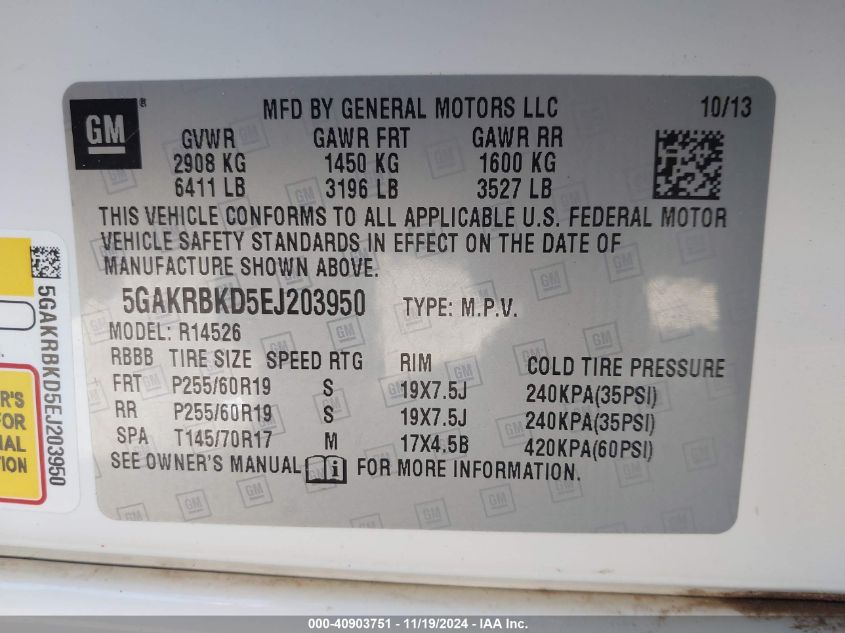 GM ®
MFD BY GENERAL MOTORS LLC 10/13
GVWR GAWR FRT GAWR RR
2908 KG 1450 KG 1600 KG
6411 LB 3196 LB 3527 LB
THIS VEHICLE CONFORMS TO ALL APPLICABLE U.S. FEDERAL MOTOR
VEHICLE SAFETY STANDARDS IN EFFECT ON THE DATE OF
MANUFACTURE SHOWN ABOVE.
5GAKRBKD5EJ203950 TYPE: M.P.V.
MODEL: R14526
RBBB TIRE SIZE SPEED RTG RIM COLD TIRE PRESSURE
FRT P255/60R19 S 19X7.5J 240KPA(35PSI)
RR P255/60R19 S 19X7.5J 240KPA(35PSI)
SPA T145/70R17 M 17X4.5B 420KPA(60PSI)
SEE OWNER'S MANUAL i FOR MORE INFORMATION.
5GAKRBKD5EJ203950
R'S
FOR
NAL
TION
000-40903751 - 11/19/2024 - IAA Inc.